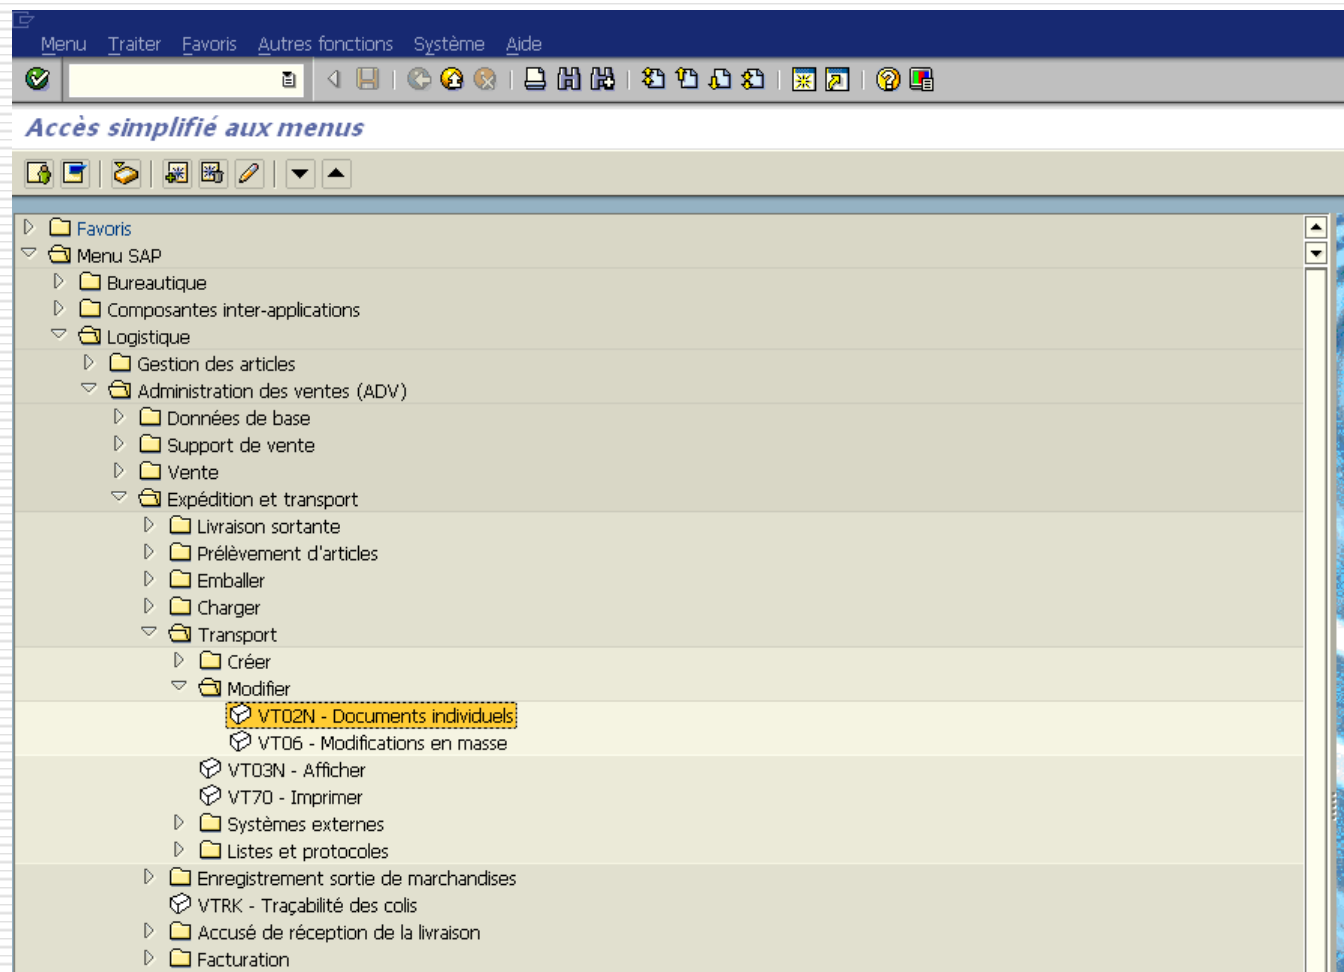 Menu Traiter Favoris Autres fonctions Système Aide
Accès simplifié aux menus
Favoris
Menu SAP
Bureautique
Composantes inter-applications
Logistique
Gestion des articles
Administration des ventes (ADV)
Données de base
Support de vente
Vente
Expédition et transport
Livraison sortante
Prélèvement d'articles
Emballer
Charger
Transport
Créer
Modifier
VT02N - Documents individuels
VT06 - Modifications en masse
VT03N - Afficher
VT70 - Imprimer
Systèmes externes
Listes et protocoles
Enregistrement sortie de marchandises
VTRK - Traçabilité des colis
Accusé de réception de la livraison
Facturation